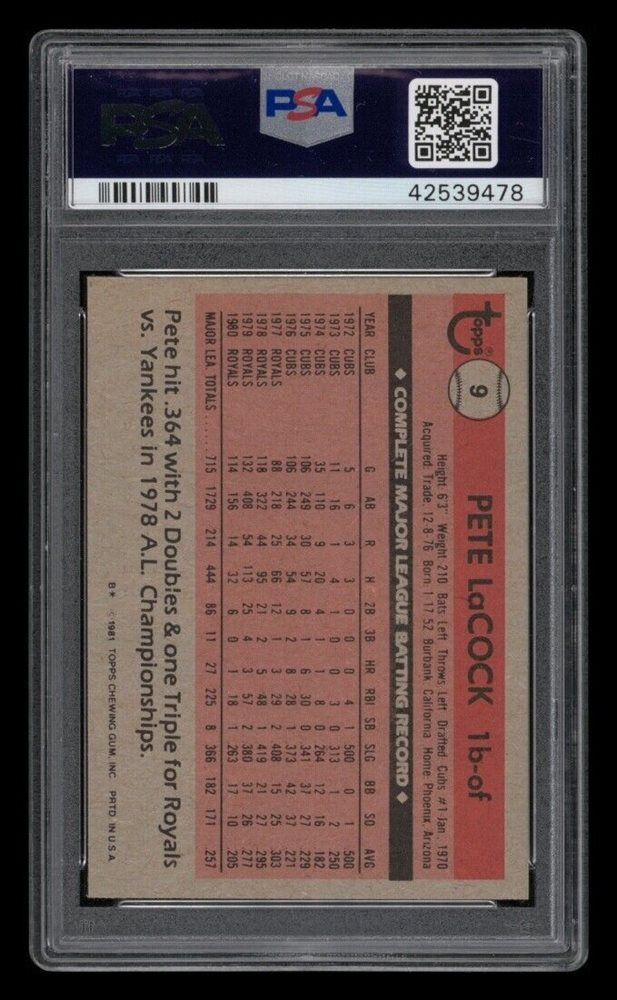 PSA
PSA
42539478
Topps®
9
PETE LaCOCK 1b-of
Height 6'3" Weight 210 Bats Left Throws Left Drafted Cubs #1 Jan. 1970
Acquired: Trade, 12-8-76 Born 1-17-52 Burbank, California Home: Phoenix, Arizona
◆ COMPLETE MAJOR LEAGUE BATTING RECORD ◆
YEAR CLUB G AB R H 2B 3B HR RBI SB SLG BB SO AVG
1972 CUBS 5 6 3 3 0 0 0 4 1 .500 0 1 .500
1973 CUBS 11 16 1 4 1 0 0 3 0 .313 1 2 .250
1974 CUBS 35 110 9 20 4 1 1 8 0 .264 12 16 .182
1975 CUBS 106 249 30 57 8 1 6 30 0 .341 37 27 .229
1976 CUBS 106 244 34 54 9 2 8 28 1 .373 42 37 .221
1977 ROYALS 88 218 25 66 12 1 3 29 2 .408 15 25 .303
1978 ROYALS 118 322 44 95 21 2 5 48 1 .419 21 27 .295
1979 ROYALS 132 408 54 113 25 4 3 57 2 .380 37 26 .277
1980 ROYALS 114 156 14 32 6 0 1 18 1 .263 17 10 .205
MAJOR LEA. TOTALS...... 715 1729 214 444 86 11 27 225 8 .366 182 171 .257
Pete hit .364 with 2 Doubles & one Triple for Royals
vs. Yankees in 1978 A.L. Championships.
B* © 1981 TOPPS CHEWING GUM, INC. PRTD. IN U.S.A.